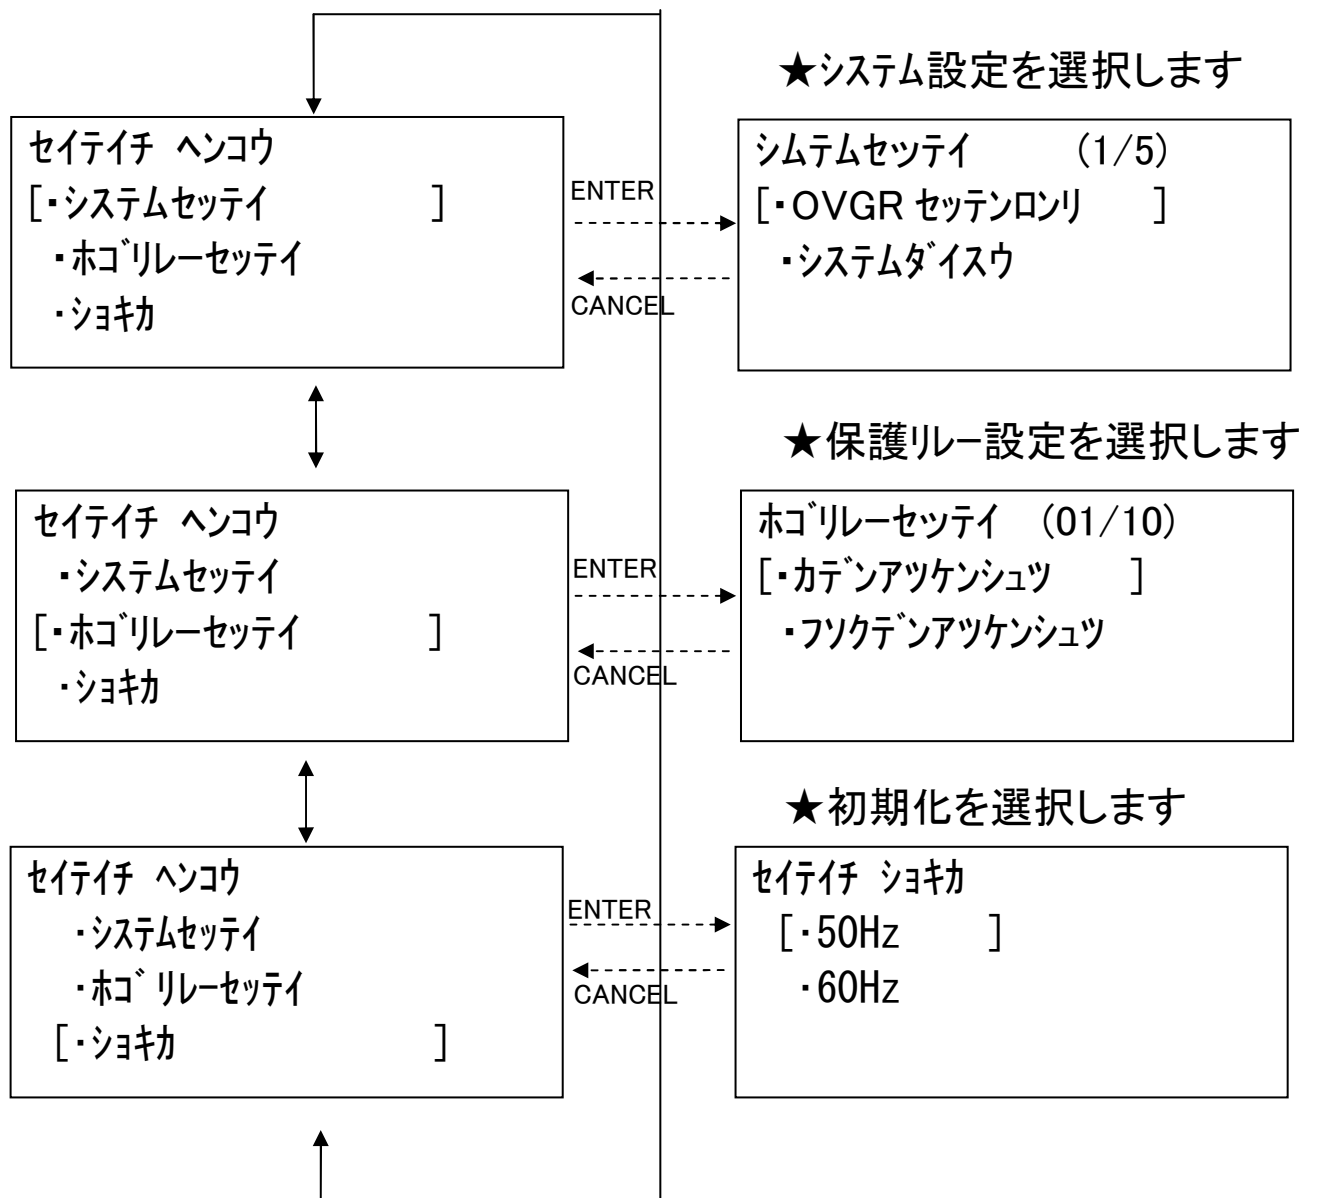 ★ｼｽﾃﾑ設定を選択します
ｾｲﾃｲﾁ ﾍﾝｺｳ
[･ｼｽﾃﾑｾｯﾃｲ ]
･ﾎｺﾞﾘﾚｰｾｯﾃｲ
･ｼｮｷｶ
ENTER
CANCEL
ｼﾑﾃﾑｾｯﾃｲ (1/5)
[･OVGR ｾｯﾃﾝﾛﾝﾘ ]
･ｼｽﾃﾑﾀﾞｲｽｳ
★保護ﾘﾚｰ設定を選択します
ｾｲﾃｲﾁ ﾍﾝｺｳ
･ｼｽﾃﾑｾｯﾃｲ
[･ﾎｺﾞﾘﾚｰｾｯﾃｲ ]
･ｼｮｷｶ
ENTER
CANCEL
ﾎｺﾞﾘﾚｰｾｯﾃｲ (01/10)
[･ｶﾃﾞﾝｱﾂｹﾝｼｭﾂ ]
･ﾌｿｸﾃﾞﾝｱﾂｹﾝｼｭﾂ
★初期化を選択します
ｾｲﾃｲﾁ ﾍﾝｺｳ
･ｼｽﾃﾑｾｯﾃｲ
･ﾎｺﾞﾘﾚｰｾｯﾃｲ
[･ｼｮｷｶ ]
ENTER
CANCEL
ｾｲﾃｲﾁ ｼｮｷｶ
[･50Hz ]
･60Hz